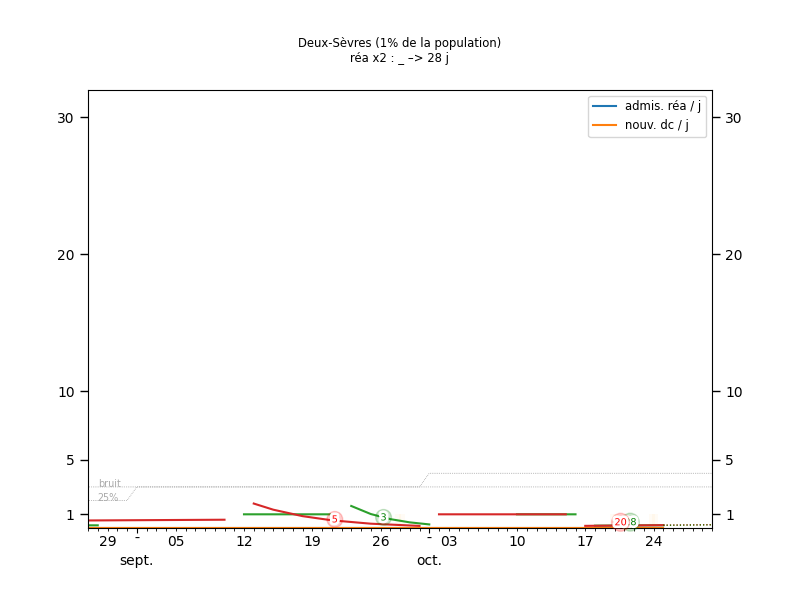 Deux-Sèvres (1% de la population)
réa x2 : _ –> 28 j
admis. réa / j
nouv. dc / j
30 30
20 20
10 10
5 5
bruit
25%
1 1
5 3 20 8
29 - 05 12 19 26 - 03 10 17 24
sept. oct.